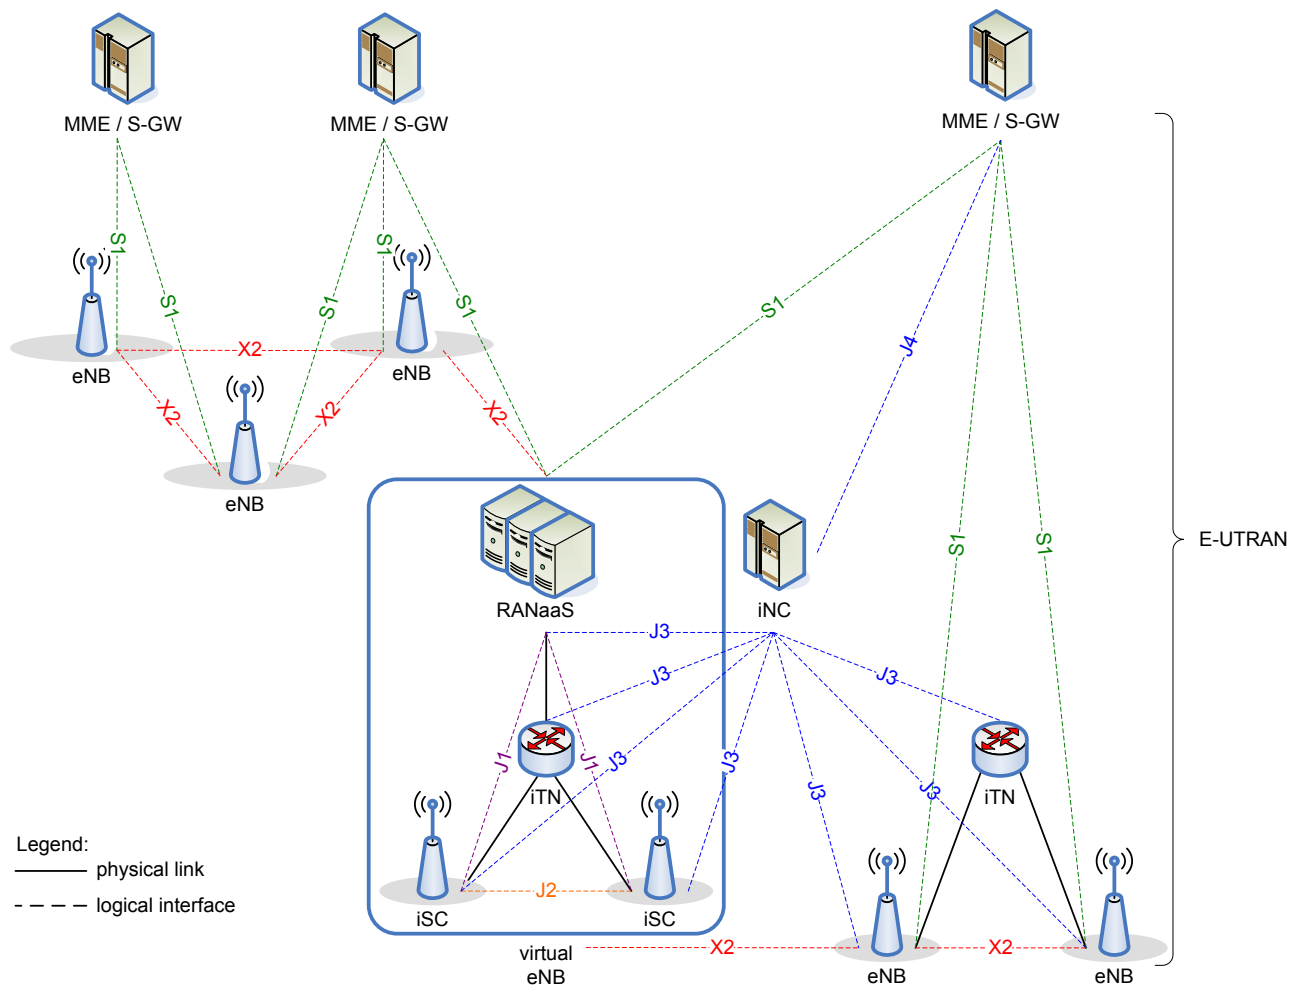 MME / S-GW
MME / S-GW
MME / S-GW
S1
S1
S1
S1
S1
S1
J4
S1
S1
X2
X2
X2
X2
eNB
eNB
eNB
E-UTRAN
RANaaS
iNC
J3
J3
J3
J3
J3
J3
J3
J1
J1
iTN
iTN
J2
iSC
iSC
Legend:
physical link
logical interface
virtual
eNB
X2
X2
eNB
eNB